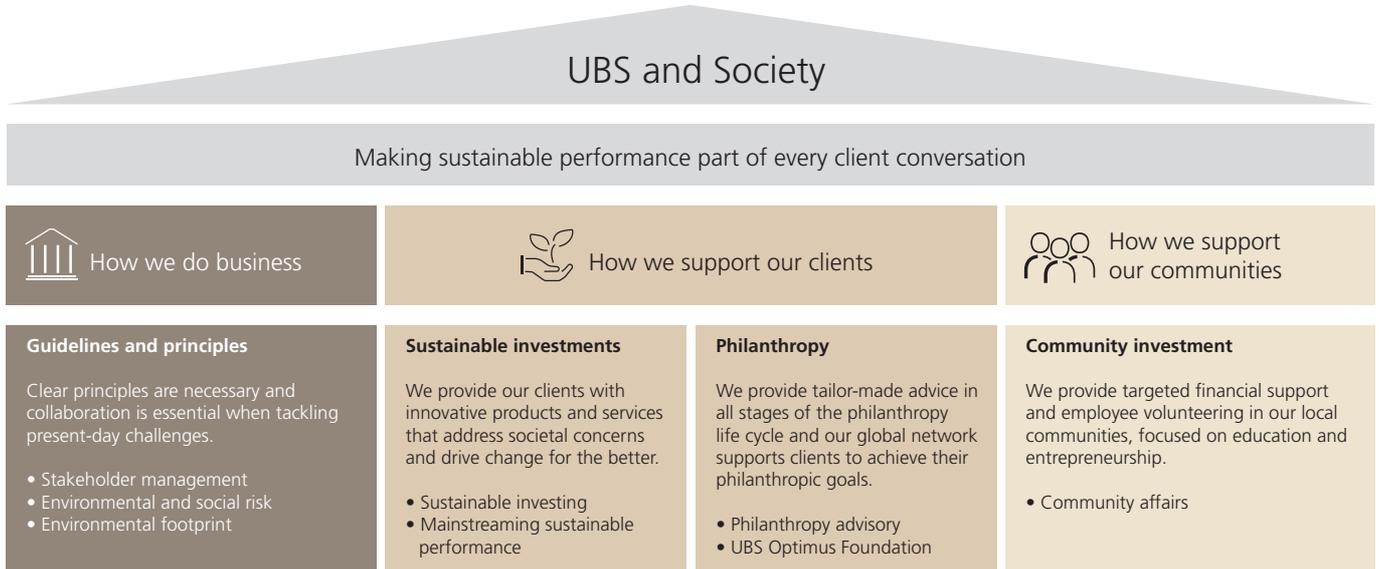 UBS and Society
Making sustainable performance part of every client conversation
How we do business
How we support our clients
How we support
our communities
Guidelines and principles
Clear principles are necessary and
collaboration is essential when tackling
present-day challenges.
• Stakeholder management
• Environmental and social risk
• Environmental footprint
Sustainable investments
We provide our clients with
innovative products and services
that address societal concerns
and drive change for the better.
• Sustainable investing
• Mainstreaming sustainable
performance
Philanthropy
We provide tailor-made advice in
all stages of the philanthropy
life cycle and our global network
supports clients to achieve their
philanthropic goals.
• Philanthropy advisory
• UBS Optimus Foundation
Community investment
We provide targeted financial support
and employee volunteering in our local
communities, focused on education and
entrepreneurship.
• Community affairs